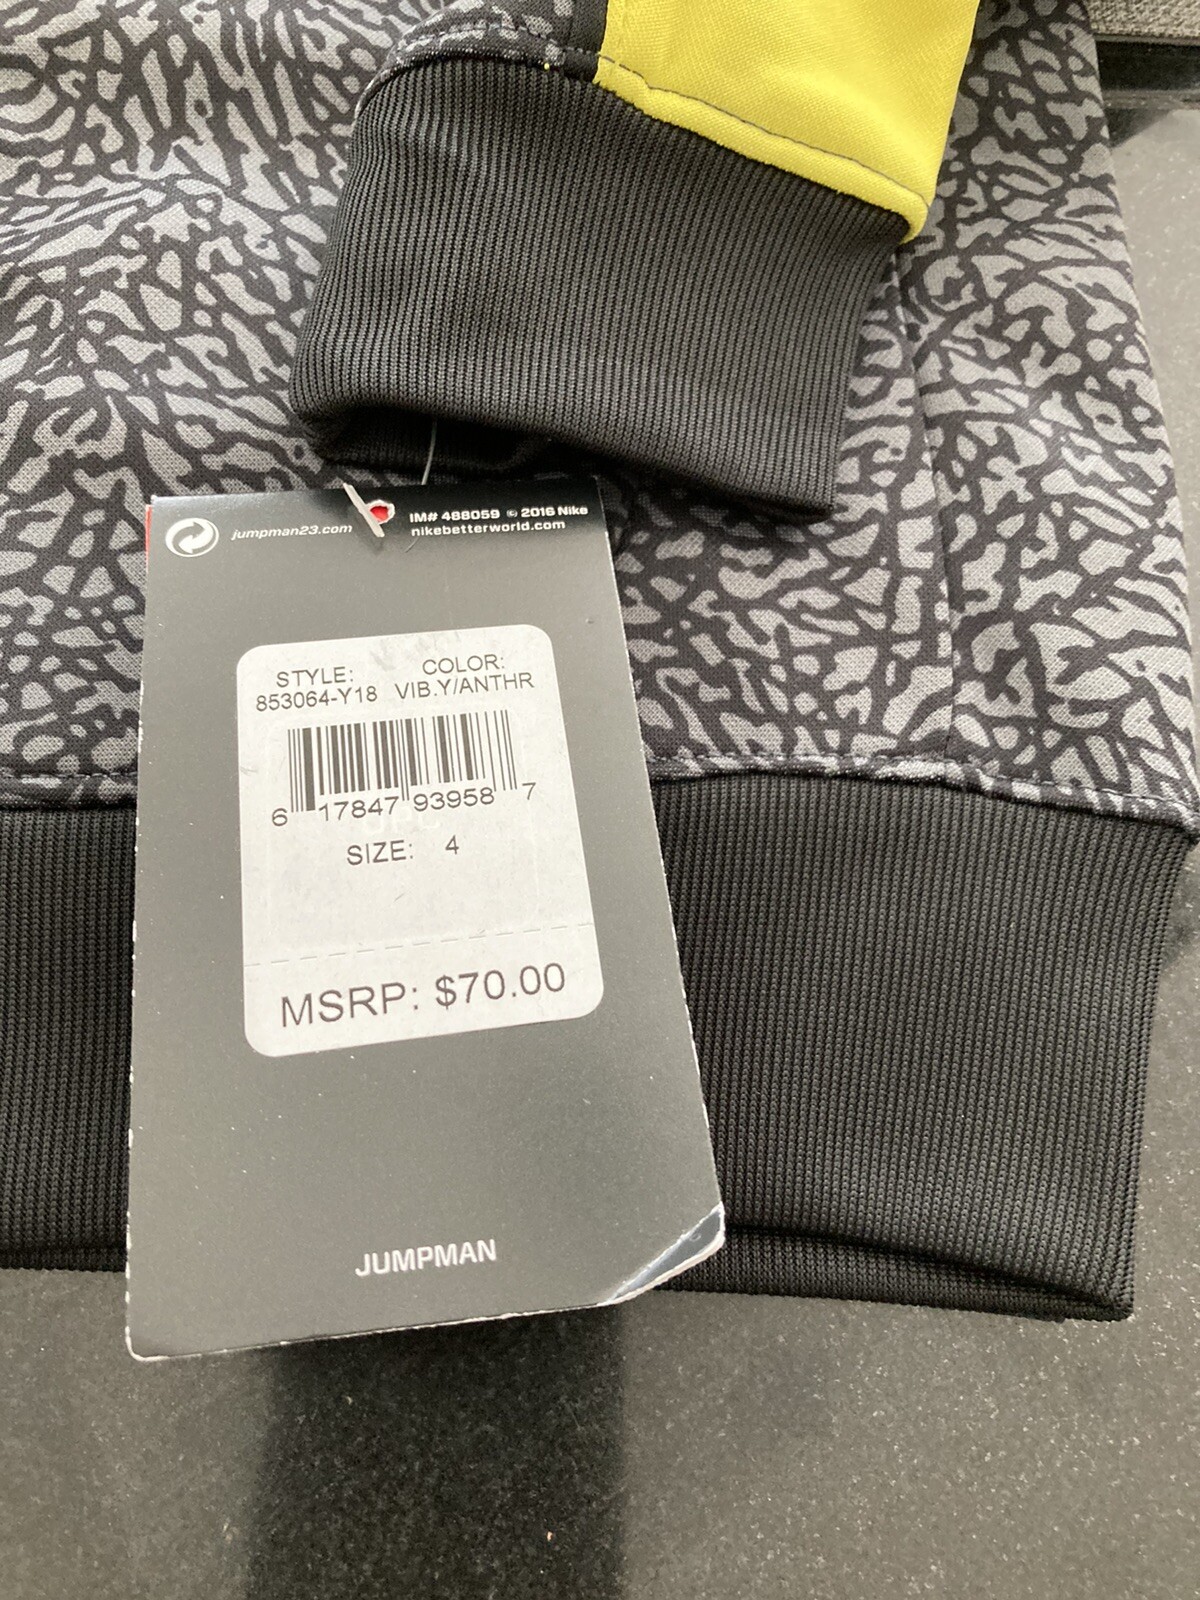 jumpman23.com
IM# 488059 © 2016 Nike
nikebetterworld.com
STYLE: COLOR:
853064-Y18 VIB.Y/ANTHR
6 17847 93958 7
SIZE: 4
MSRP: $70.00
JUMPMAN